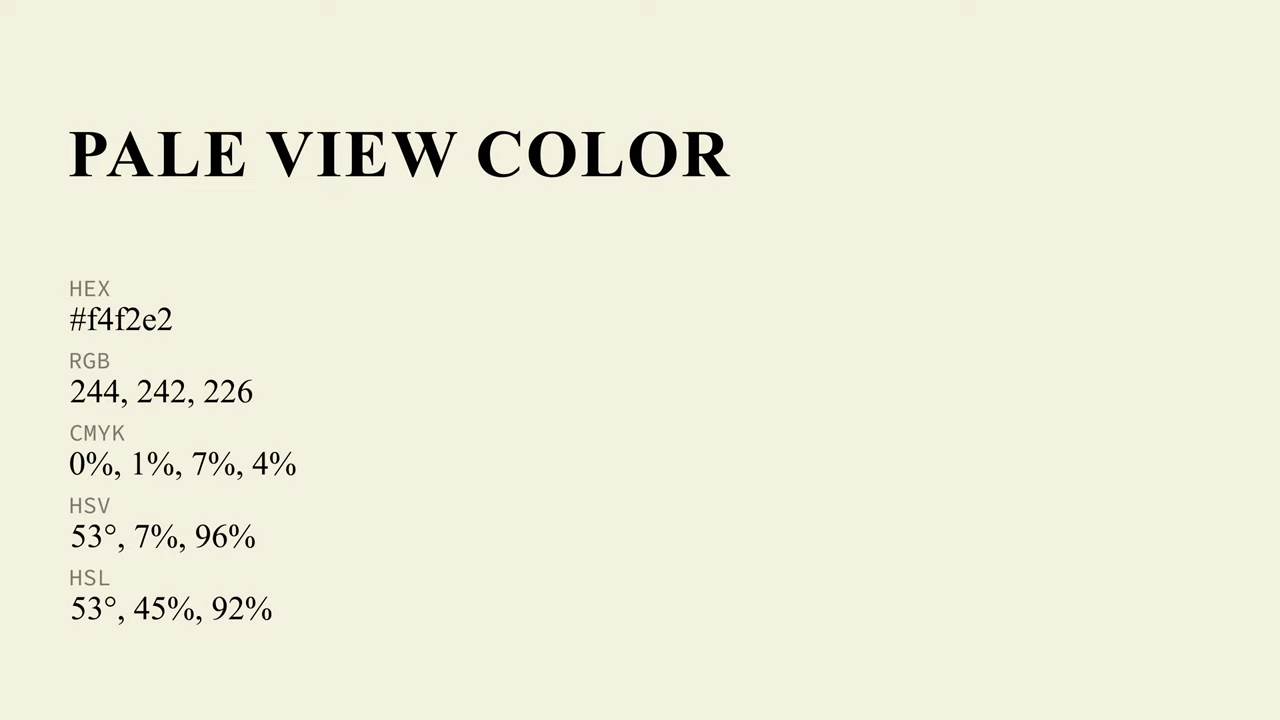 PALE VIEW COLOR
HEX
#f4f2e2
RGB
244, 242, 226
CMYK
0%, 1%, 7%, 4%
HSV
53°, 7%, 96%
HSL
53°, 45%, 92%